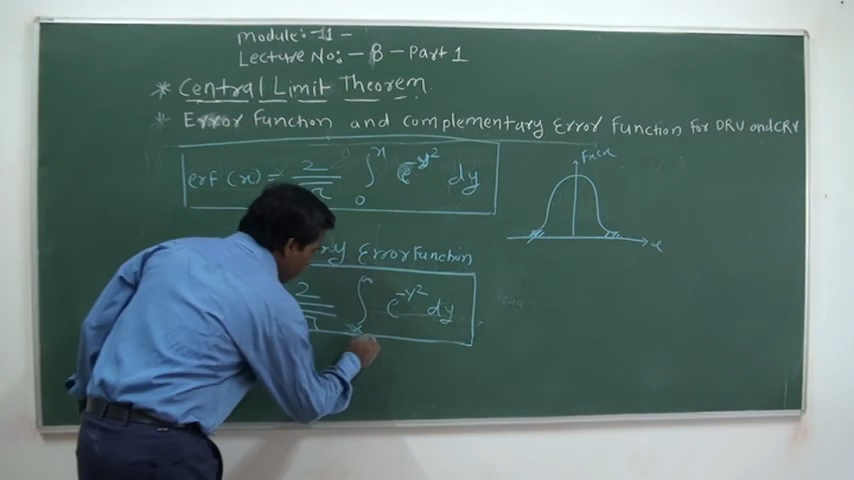 Module:-11-
Lecture No:- 8 - Part 1
* Central Limit Theorem.
* Error Function and complementary Error Function for DRV and CRV
erf (x) = 2/√π ∫₀ˣ e^-y² dy
Error Function
2/√π ∫ₓ^∞ e^-y² dy
x